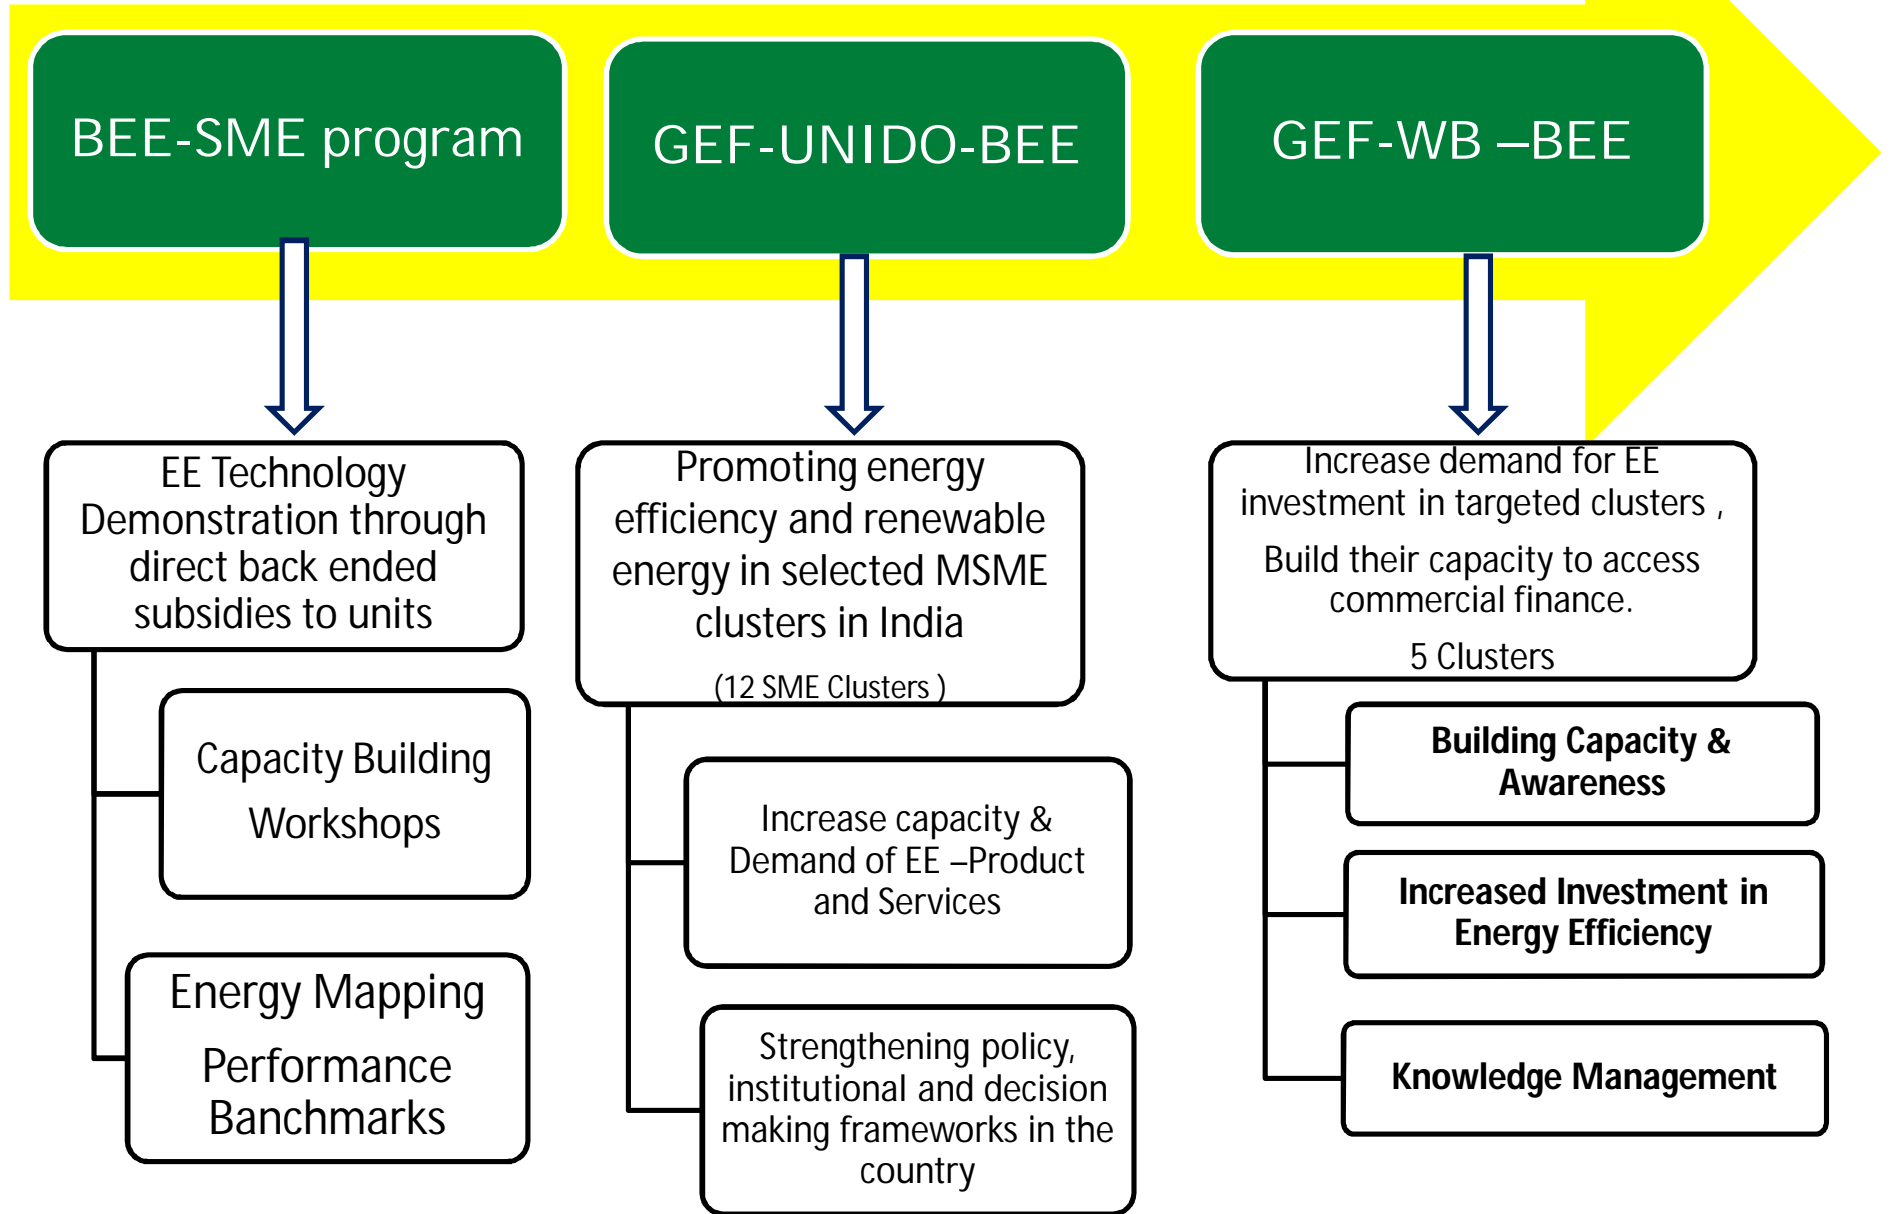 BEE-SME program
GEF-UNIDO-BEE
GEF-WB –BEE
EE Technology
Demonstration through
direct back ended
subsidies to units
Capacity Building
Workshops
Energy Mapping
Performance
Banchmarks
Promoting energy
efficiency and renewable
energy in selected MSME
clusters in India
(12 SME Clusters )
Increase capacity &
Demand of EE –Product
and Services
Strengthening policy,
institutional and decision
making frameworks in the
country
Increase demand for EE
investment in targeted clusters ,
Build their capacity to access
commercial finance.
5 Clusters
Building Capacity &
Awareness
Increased Investment in
Energy Efficiency
Knowledge Management